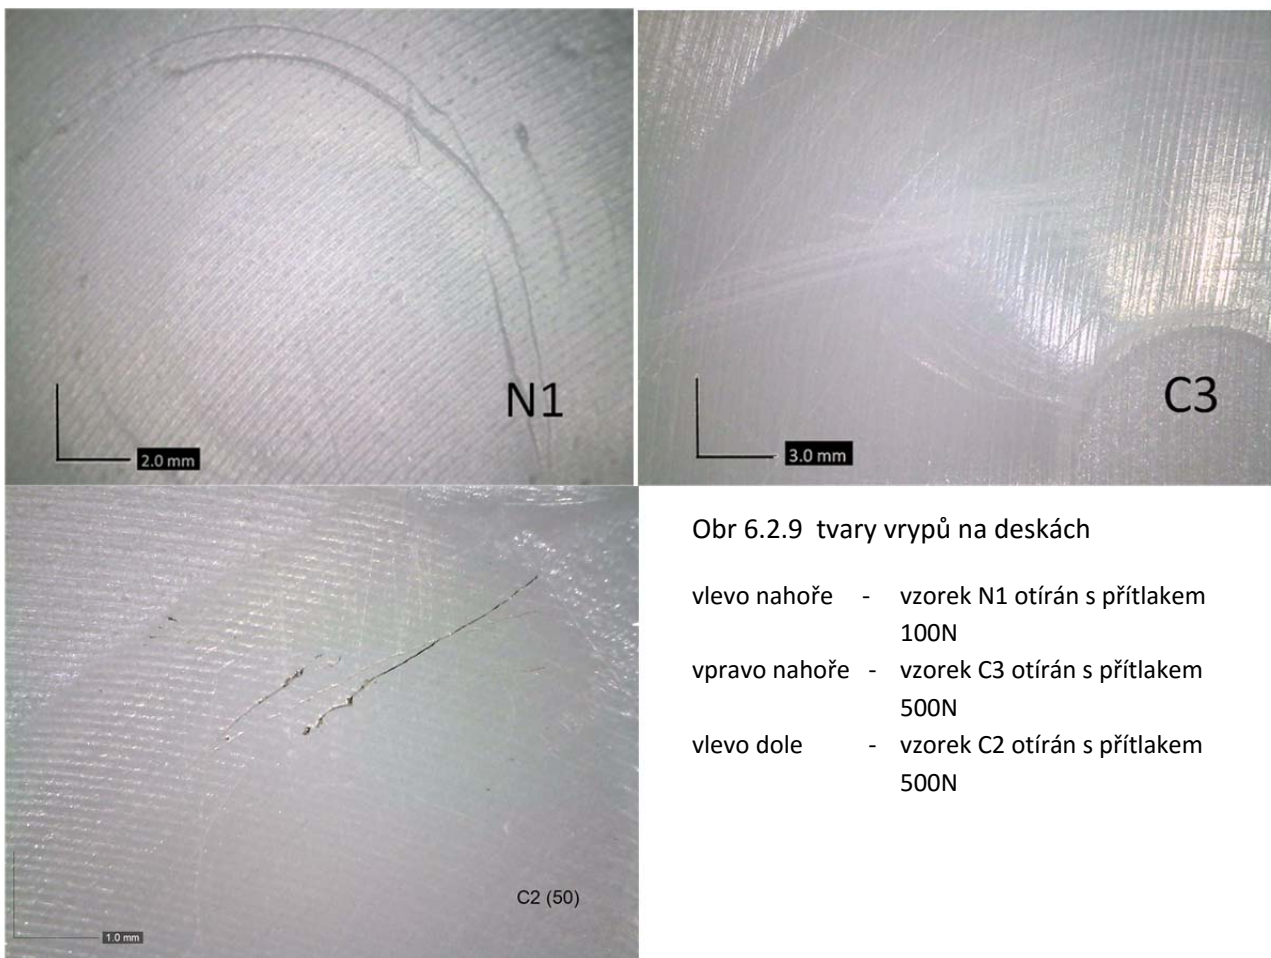 N1
2.0 mm
C3
3.0 mm
C2 (50)
1.0 mm
Obr 6.2.9 tvary vrypů na deskách
vlevo nahoře - vzorek N1 otírán s přítlakem
100N
vpravo nahoře - vzorek C3 otírán s přítlakem
500N
vlevo dole - vzorek C2 otírán s přítlakem
500N